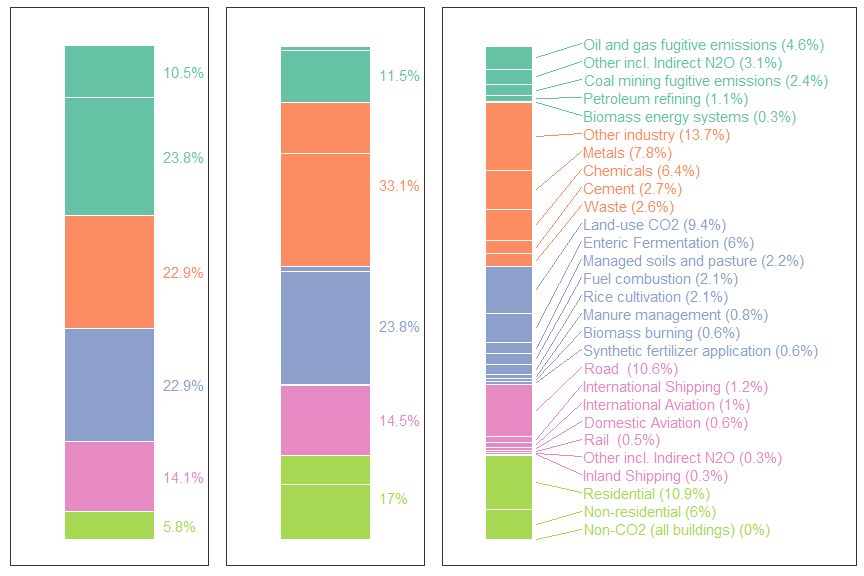 10.5%
23.8%
22.9%
22.9%
14.1%
5.8%
11.5%
33.1%
23.8%
14.5%
17%
Oil and gas fugitive emissions (4.6%)
Other incl. Indirect N2O (3.1%)
Coal mining fugitive emissions (2.4%)
Petroleum refining (1.1%)
Biomass energy systems (0.3%)
Other industry (13.7%)
Metals (7.8%)
Chemicals (6.4%)
Cement (2.7%)
Waste (2.6%)
Land-use CO2 (9.4%)
Enteric Fermentation (6%)
Managed soils and pasture (2.2%)
Fuel combustion (2.1%)
Rice cultivation (2.1%)
Manure management (0.8%)
Biomass burning (0.6%)
Synthetic fertilizer application (0.6%)
Road (10.6%)
International Shipping (1.2%)
International Aviation (1%)
Domestic Aviation (0.6%)
Rail (0.5%)
Other incl. Indirect N2O (0.3%)
Inland Shipping (0.3%)
Residential (10.9%)
Non-residential (6%)
Non-CO2 (all buildings) (0%)